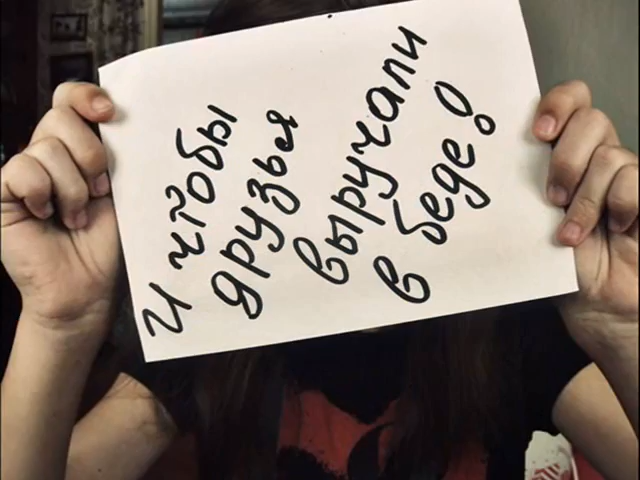 И чтобы
друзья
выручали
в беде!